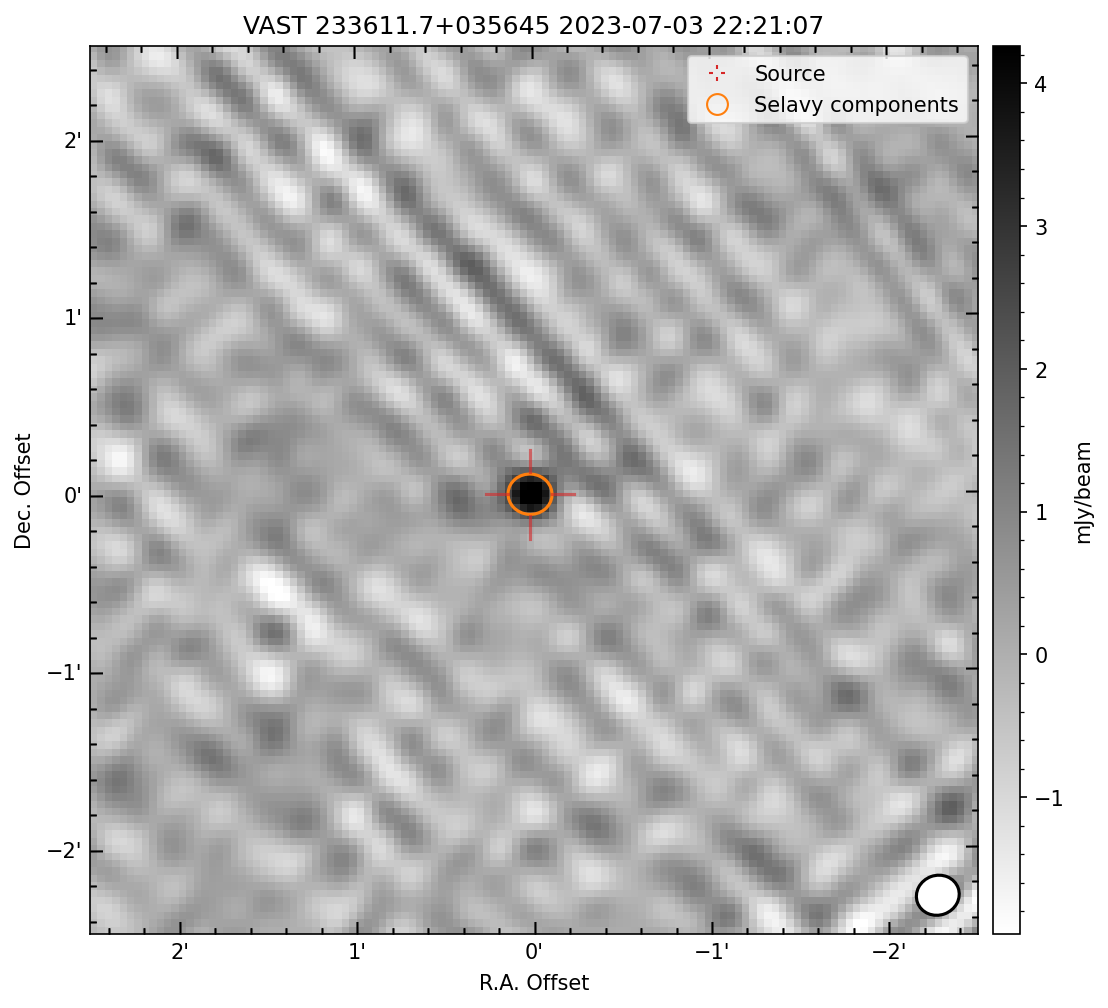 VAST 233611.7+035645 2023-07-03 22:21:07
Source
Selavy components
2'
1'
0'
−1'
−2'
Dec. Offset
2'
1'
0'
−1'
−2'
R.A. Offset
4
3
2
1
0
−1
mJy/beam